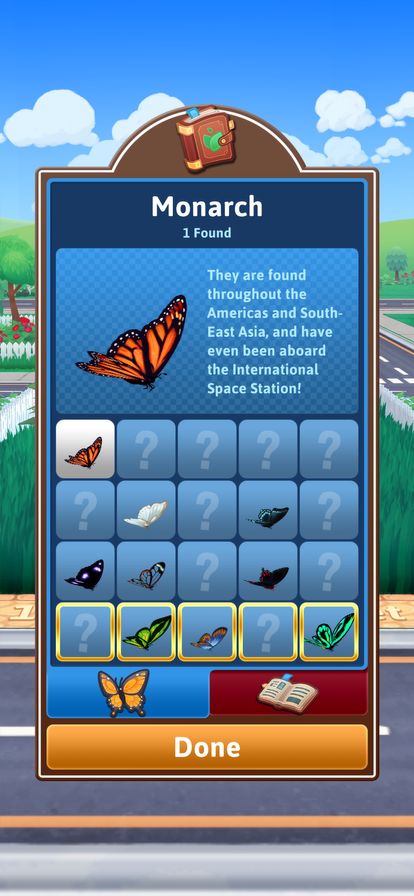 Monarch
1 Found
They are found
throughout the
Americas and South-
East Asia, and have
even been aboard
the International
Space Station!
? ? ? ?
? ? ?
? ?
? ?
Done